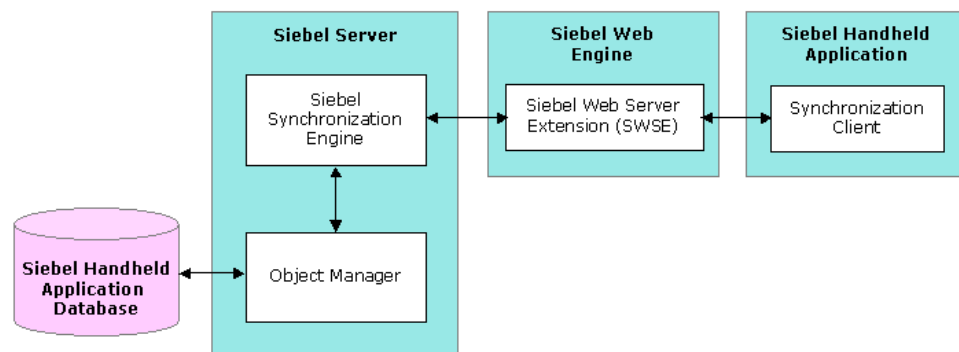 Siebel Server
Siebel
Synchronization
Engine
Object Manager
Siebel Web
Engine
Siebel Web Server
Extension (SWSE)
Siebel Handheld
Application
Synchronization
Client
Siebel Handheld
Application
Database